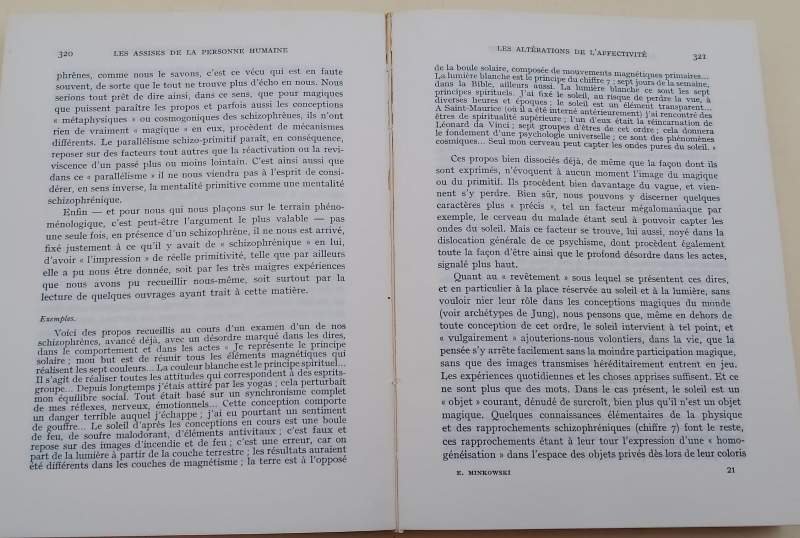 320 LES ASSISES DE LA PERSONNE HUMAINE
phrènes, comme nous le savons, c'est ce vécu qui est en faute
souvent, de sorte que le tout ne trouve plus d'écho en nous. Nous
serions tout prêt de dire ainsi, dans ce sens, que pour magiques
que puissent paraître les propos et parfois aussi les conceptions
« métaphysiques » ou cosmogoniques des schizophrènes, ils n'ont
rien de vraiment « magique » en eux, procèdent de mécanismes
différents. Le parallélisme schizo-primitif paraît, en conséquence,
reposer sur des facteurs tout autres que la réactivation ou la revi-
viscence d'un passé plus ou moins lointain. C'est ainsi aussi que
dans ce « parallélisme » il ne nous viendra pas à l'esprit de consi-
dérer, en sens inverse, la mentalité primitive comme une mentalité
schizophrénique.
Enfin — et pour nous qui nous plaçons sur le terrain phéno-
ménologique, c'est peut-être l'argument le plus valable — pas
une seule fois, en présence d'un schizophrène, il ne nous est arrivé,
fixé justement à ce qu'il y avait de « schizophrénique » en lui,
d'avoir « l'impression » de réelle primitivité, telle que par ailleurs
elle a pu nous être donnée, soit par les très maigres expériences
que nous avons pu recueillir nous-même, soit surtout par la
lecture de quelques ouvrages ayant trait à cette matière.
Exemples.
Voici des propos recueillis au cours d'un examen d'un de nos
schizophrènes, avancé déjà, avec un désordre marqué dans les dires,
dans le comportement et dans les actes « Je représente le principe
solaire ; mon but est de réunir tous les éléments magnétiques qui
réalisent les sept couleurs... La couleur blanche est le principe spirituel...
Il s'agit de réaliser toutes les attitudes qui correspondent à des esprits-
groupe... Depuis longtemps j'étais attiré par les yogas ; cela perturbait
mon équilibre social. Tout était basé sur un synchronisme complet
de mes réflexes, nerveux, émotionnels... Cette conception comporte
un danger terrible auquel j'échappe ; j'ai eu pourtant un sentiment
de gouffre... Le soleil d'après les conceptions en cours est une boule
de feu, de soufre malodorant, d'éléments antivitaux ; c'est faux et
repose sur des images d'incendie et de feu ; c'est une erreur, car on
part de la lumière à partir de la couche terrestre ; les résultats auraient
été différents dans les couches de magnétisme ; la terre est à l'opposé
LES ALTÉRATIONS DE L'AFFECTIVITÉ 321
de la boule solaire, composée de mouvements magnétiques primaires...
La lumière blanche est le principe du chiffre 7 ; sept jours de la semaine,
dans la Bible, ailleurs aussi. La lumière blanche ce sont les sept
principes spirituels. J'ai fixé le soleil, au risque de perdre la vue, à
diverses heures et époques ; le soleil est un élément transparent...
A Saint-Maurice (où il a été interné antérieurement) j'ai rencontré des
êtres de spiritualité supérieure ; l'un d'eux était la réincarnation de
Léonard da Vinci ; sept groupes d'êtres de cet ordre ; cela donnera
le fondement d'une psychologie universelle ; ce sont des phénomènes
cosmiques... Seul mon cerveau peut capter les ondes pures du soleil. »
Ces propos bien dissociés déjà, de même que la façon dont ils
sont exprimés, n'évoquent à aucun moment l'image du magique
ou du primitif. Ils procèdent bien davantage du vague, et vien-
nent s'y perdre. Bien sûr, nous pouvons y discerner quelques
caractères plus « précis », tel un facteur mégalomaniaque par
exemple, le cerveau du malade étant seul à pouvoir capter les
ondes du soleil. Mais ce facteur se trouve, lui aussi, noyé dans la
dislocation générale de ce psychisme, dont procèdent également
toute la façon d'être ainsi que le profond désordre dans les actes,
signalé plus haut.
Quant au « revêtement » sous lequel se présentent ces dires,
et en particulier à la place réservée au soleil et à la lumière, sans
vouloir nier leur rôle dans les conceptions magiques du monde
(voir archétypes de Jung), nous pensons que, même en dehors de
toute conception de cet ordre, le soleil intervient à tel point, et
« vulgairement » ajouterions-nous volontiers, dans la vie, que la
pensée s'y arrête facilement sans la moindre participation magique,
sans que des images transmises héréditairement entrent en jeu.
Les expériences quotidiennes et les choses apprises suffisent. Et ce
ne sont plus que des mots. Dans le cas présent, le soleil est un
« objet » courant, dénudé de surcroît, bien plus qu'il n'est un objet
magique. Quelques connaissances élémentaires de la physique
et des rapprochements schizophréniques (chiffre 7) font le reste,
ces rapprochements étant à leur tour l'expression d'une « homo-
généisation » dans l'espace des objets privés dès lors de leur coloris
E. MINKOWSKI 21